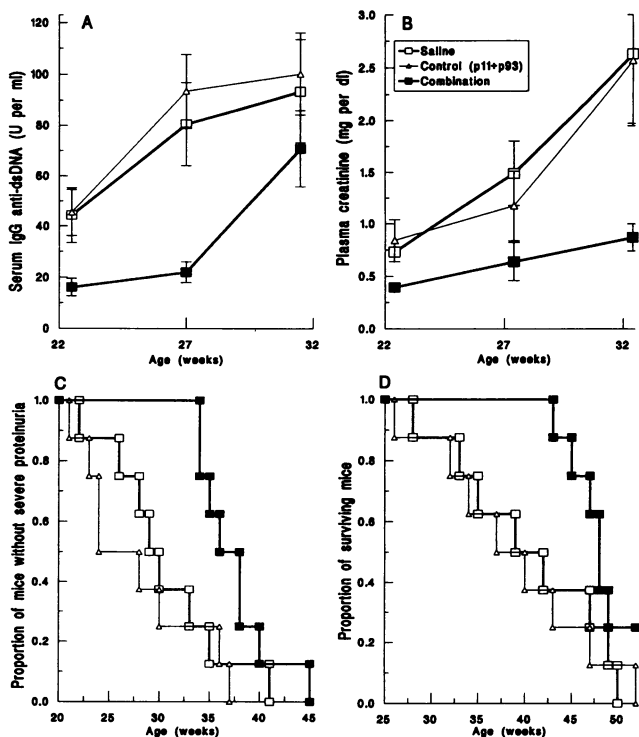 A
Serum IgG anti-dsDNA (U per ml)
120
100
80
60
40
20
0
22
27
32
Age (weeks)
B
Saline
Control (p11+p93)
Combination
Plasma creatinine (mg per dl)
3.0
2.5
2.0
1.5
1.0
0.5
0.0
22
27
32
Age (weeks)
C
Proportion of mice without severe proteinuria
1.0
0.8
0.6
0.4
0.2
0.0
20
25
30
35
40
45
Age (weeks)
D
Proportion of surviving mice
1.0
0.8
0.6
0.4
0.2
0.0
25
30
35
40
45
50
Age (weeks)